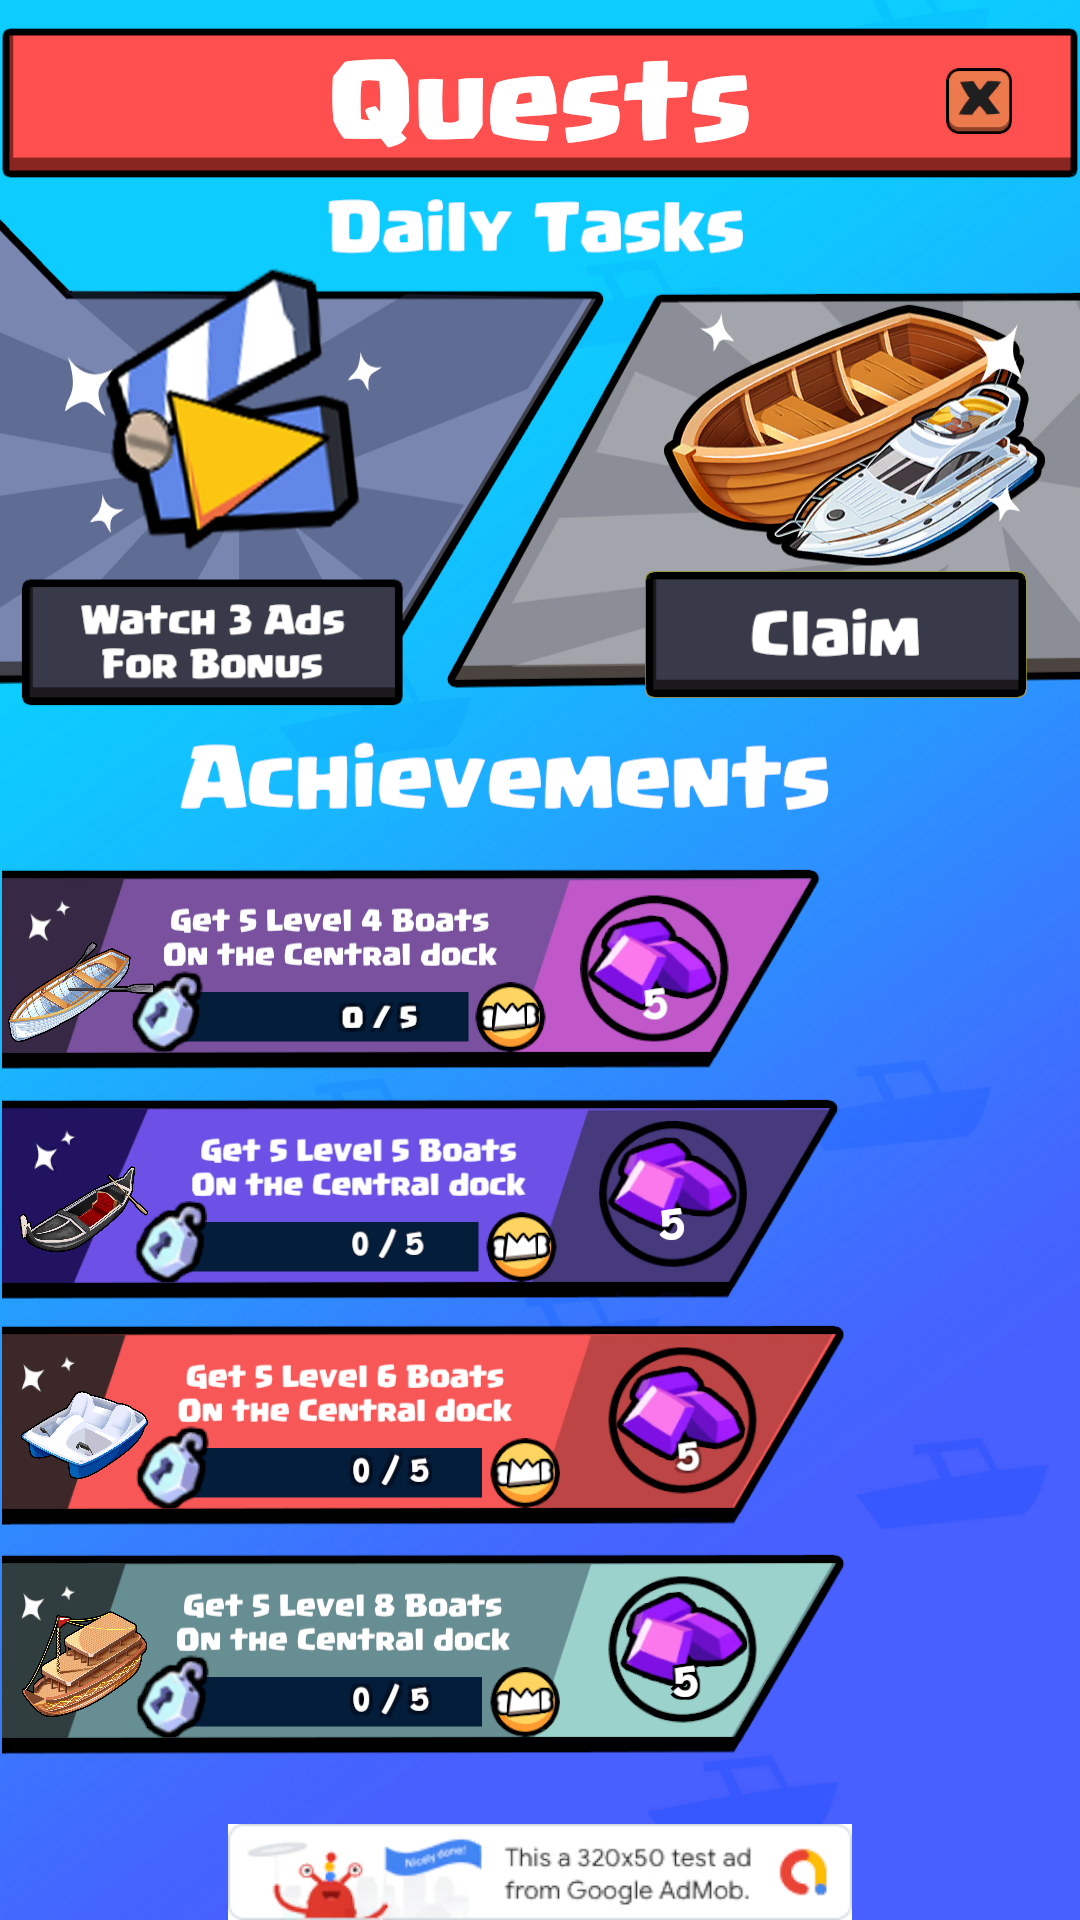 Quests
X
Daily Tasks
Watch 3 Ads
For Bonus
Claim
Achievements
Get 5 Level 4 Boats
On the Central dock
0 / 5
5
Get 5 Level 5 Boats
On the Central dock
0 / 5
5
Get 5 Level 6 Boats
On the Central dock
0 / 5
5
Get 5 Level 8 Boats
On the Central dock
0 / 5
5
Nicely done!
This a 320x50 test ad
from Google AdMob.